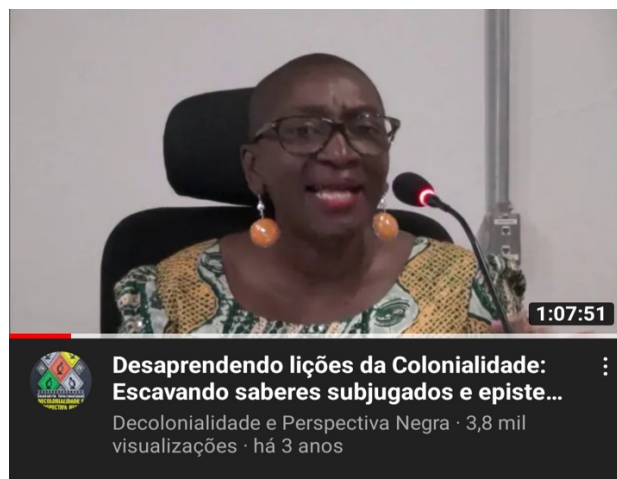 1:07:51
Desaprendendo lições da Colonialidade:
Escavando saberes subjugados e episte...
Decolonialidade e Perspectiva Negra · 3,8 mil
visualizações · há 3 anos